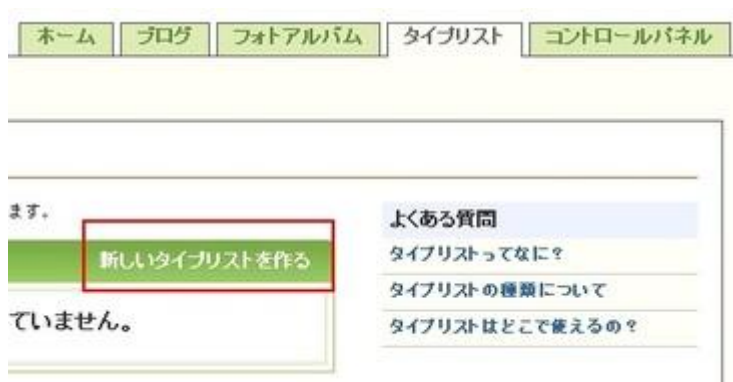 ホーム ブログ フォトアルバム タイプリスト コントロールパネル
ます。
新しいタイプリストを作る
ていません。
よくある質問
タイプリストってなに?
タイプリストの種類について
タイプリストはどこで使えるの?